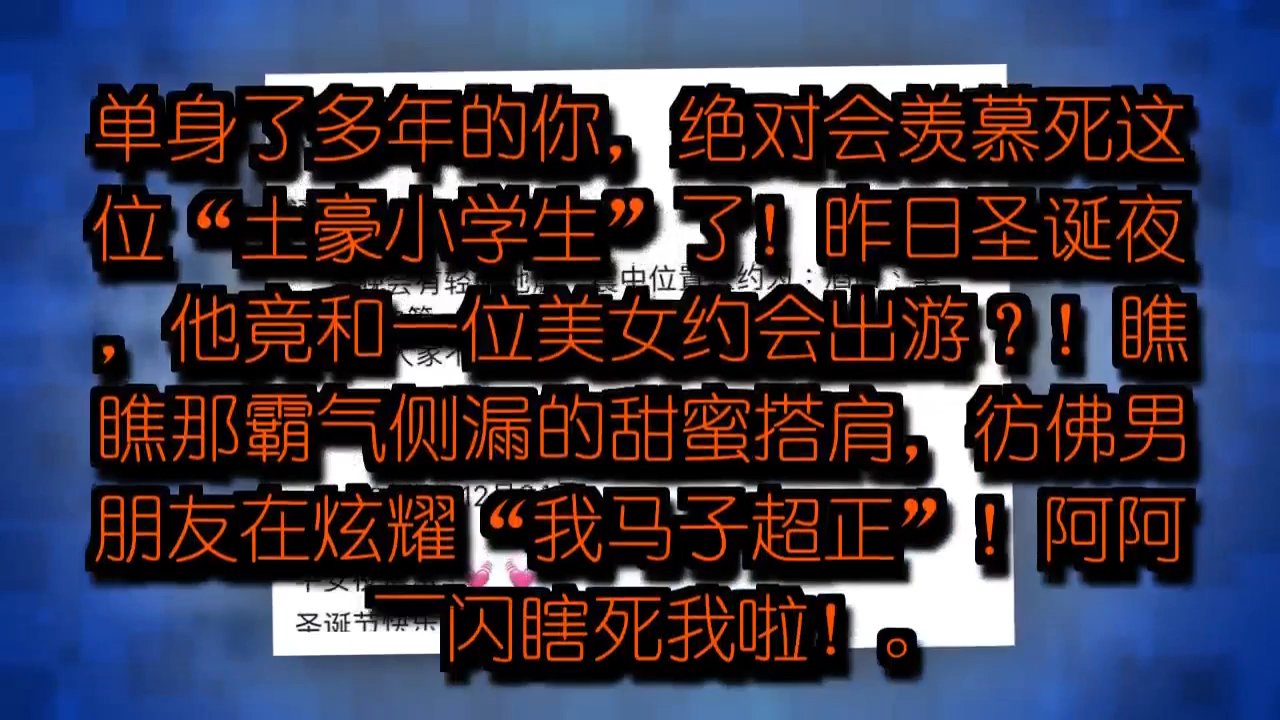 单身了多年的你，绝对会羡慕死这
位“土豪小学生”了！昨日圣诞夜
，他竟和一位美女约会出游？！瞧
瞧那霸气侧漏的甜蜜搭肩，彷佛男
朋友在炫耀“我马子超正”！阿阿
—闪瞎死我啦！。
圣诞节快乐